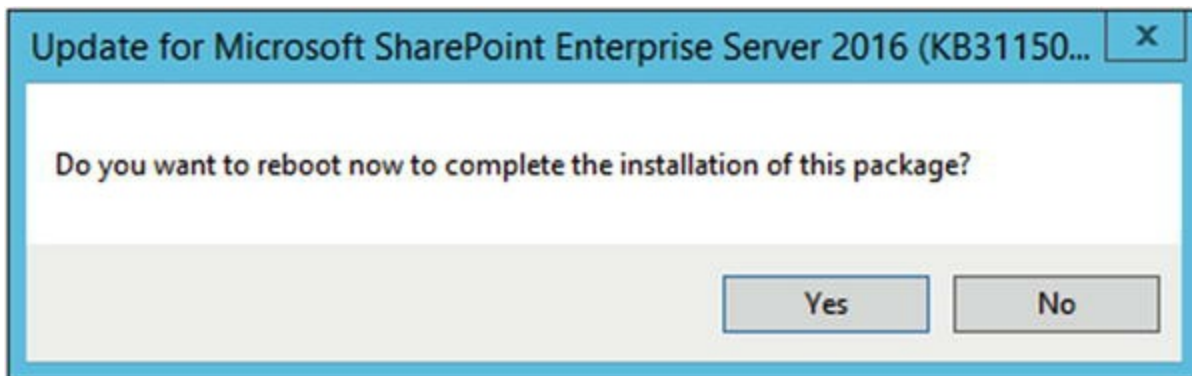 Update for Microsoft SharePoint Enterprise Server 2016 (KB31150...
x
Do you want to reboot now to complete the installation of this package?
Yes
No